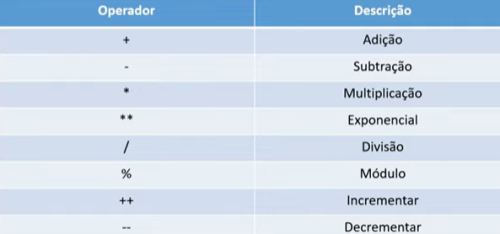 Operador Descrição
+ Adição
- Subtração
* Multiplicação
** Exponencial
/ Divisão
% Módulo
++ Incrementar
-- Decrementar